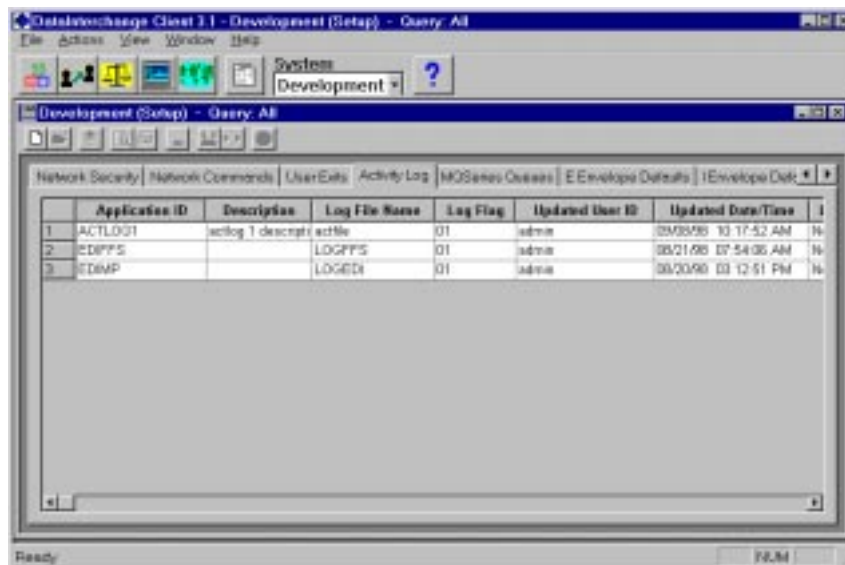 DataInterchange Client 3.1 - Development (Setup) - Query: All
File Actions View Window Help
System
Development
?
Development (Setup) - Query: All
Network Security Network Commands User Exits Activity Log MQSeries Queues E Envelope Defaults I Envelope Defa
Application ID Description Log File Name Log Flag Updated User ID Updated Date/Time
1 ACTLOG1 actlog 1 descripti actfile 01 admin 09/08/98 10:17:52 AM
2 EDIFFS LOGFFS 01 admin 08/21/98 07:54:06 AM
3 EDIMP LOGEDI 01 admin 08/20/98 03:12:51 PM
Ready NUM